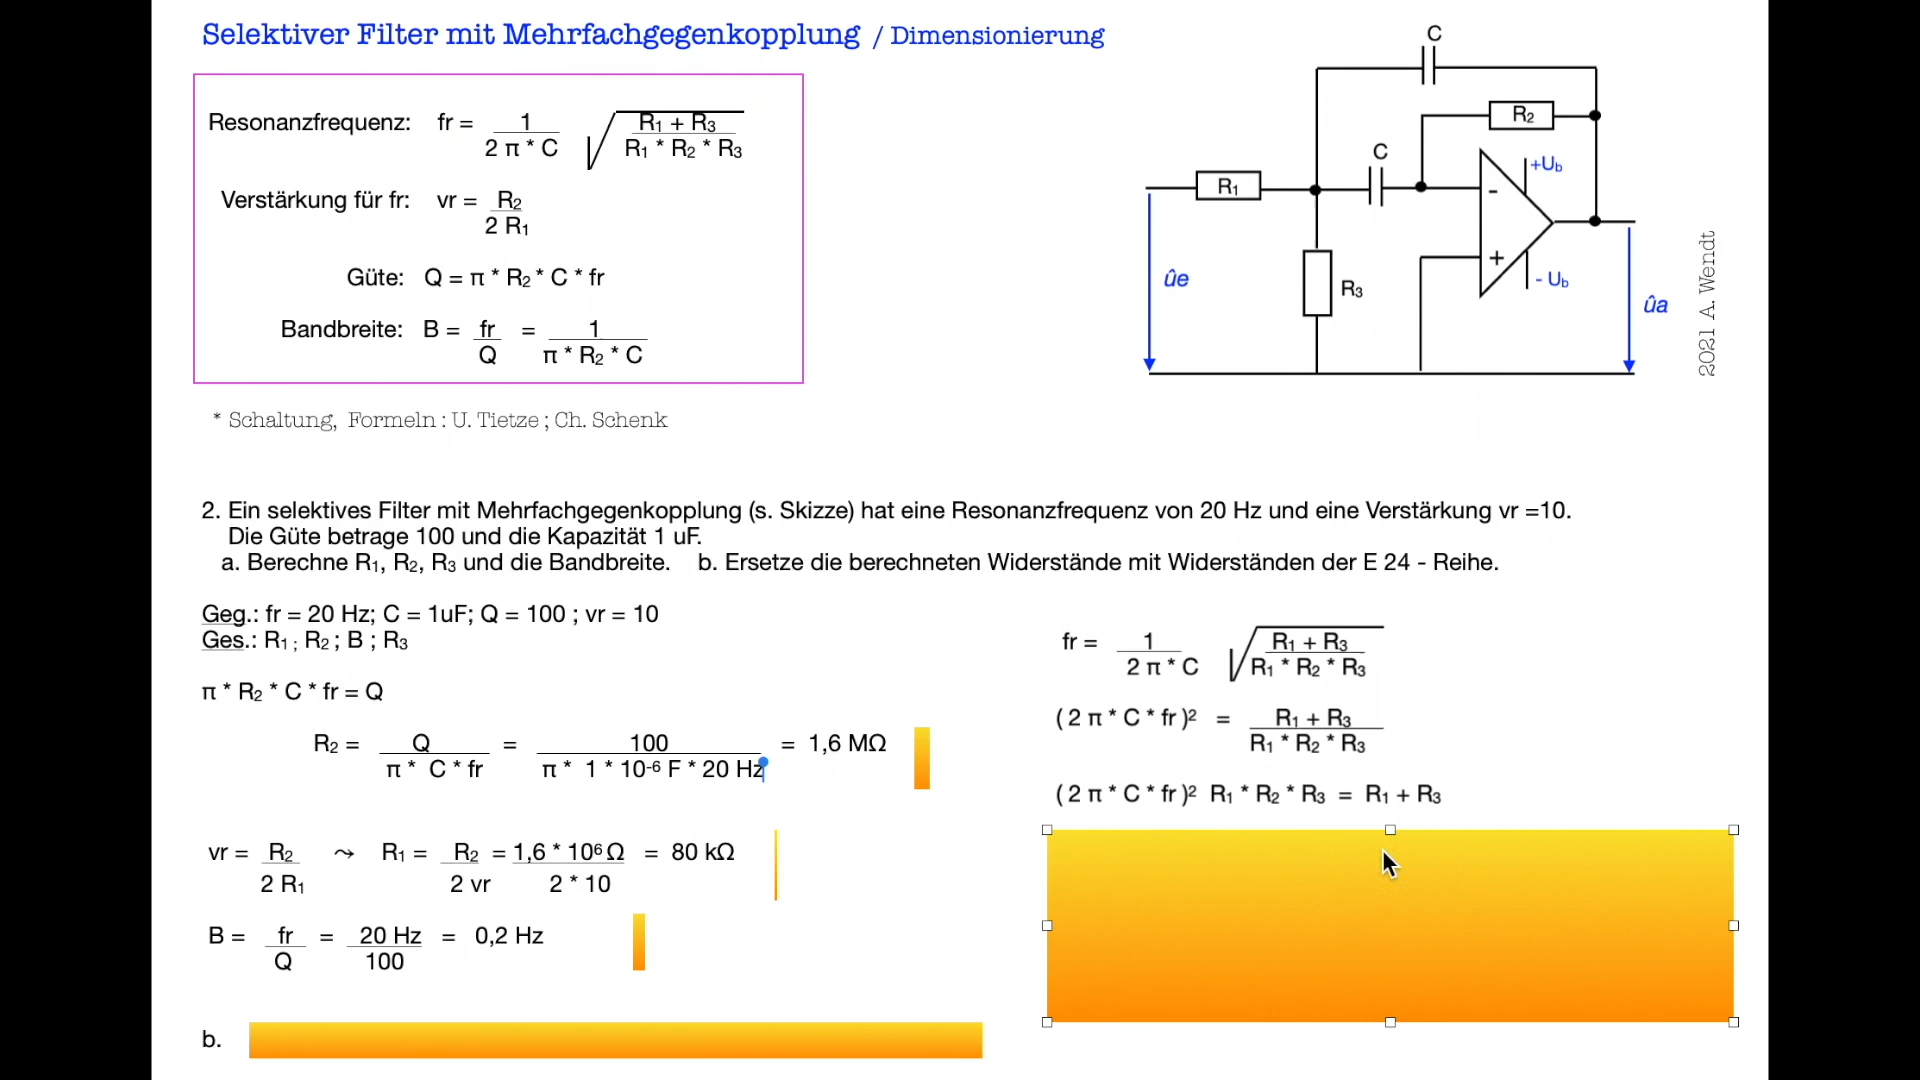 Selektiver Filter mit Mehrfachgegenkopplung / Dimensionierung
Resonanzfrequenz: fr = 1 / 2 π * C √ R1 + R3 / R1 * R2 * R3
Verstärkung für fr: vr = R2 / 2 R1
Güte: Q = π * R2 * C * fr
Bandbreite: B = fr / Q = 1 / π * R2 * C
* Schaltung, Formeln : U. Tietze ; Ch. Schenk
C
R2
C
+Ub
R1
-
+
- Ub
ûe
R3
ûa
2021 A. Wendt
2. Ein selektives Filter mit Mehrfachgegenkopplung (s. Skizze) hat eine Resonanzfrequenz von 20 Hz und eine Verstärkung vr =10.
Die Güte betrage 100 und die Kapazität 1 uF.
a. Berechne R1, R2, R3 und die Bandbreite. b. Ersetze die berechneten Widerstände mit Widerständen der E 24 - Reihe.
Geg.: fr = 20 Hz; C = 1uF; Q = 100 ; vr = 10
Ges.: R1 ; R2 ; B ; R3
π * R2 * C * fr = Q
R2 = Q / π * C * fr = 100 / π * 1 * 10-6 F * 20 Hz = 1,6 MΩ
vr = R2 / 2 R1 ⤳ R1 = R2 / 2 vr = 1,6 * 106 Ω / 2 * 10 = 80 kΩ
B = fr / Q = 20 Hz / 100 = 0,2 Hz
b.
fr = 1 / 2 π * C √ R1 + R3 / R1 * R2 * R3
( 2 π * C * fr )2 = R1 + R3 / R1 * R2 * R3
( 2 π * C * fr )2 R1 * R2 * R3 = R1 + R3